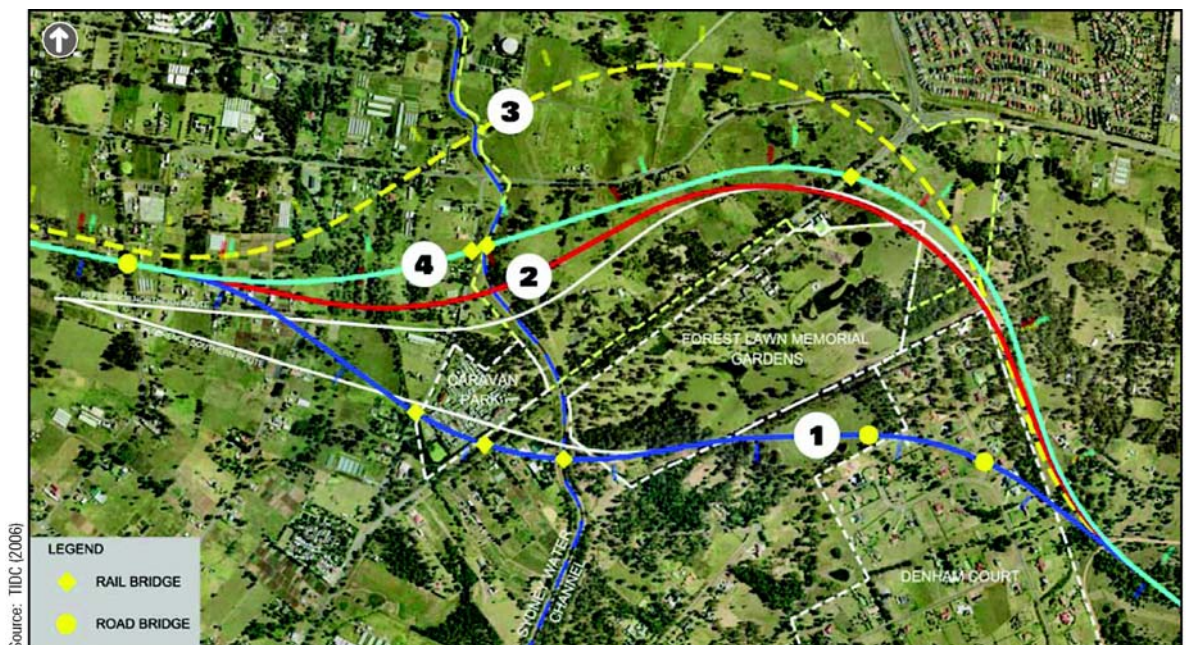 3
4
2
FOREST LAWN MEMORIAL
GARDENS
CARAVAN
PARK
1
SYDNEY WATER
CHANNEL
DENHAM COURT
LEGEND
RAIL BRIDGE
ROAD BRIDGE
Source: TIDC (2006)